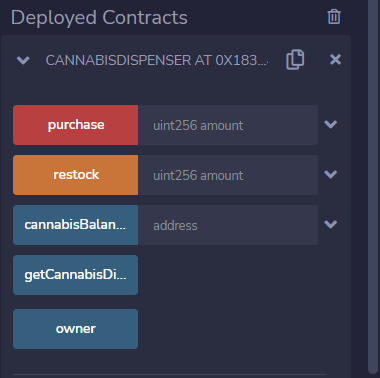 Deployed Contracts
CANNABISDISPENSER AT 0X183...
purchase uint256 amount
restock uint256 amount
cannabisBalan... address
getCannabisDi...
owner